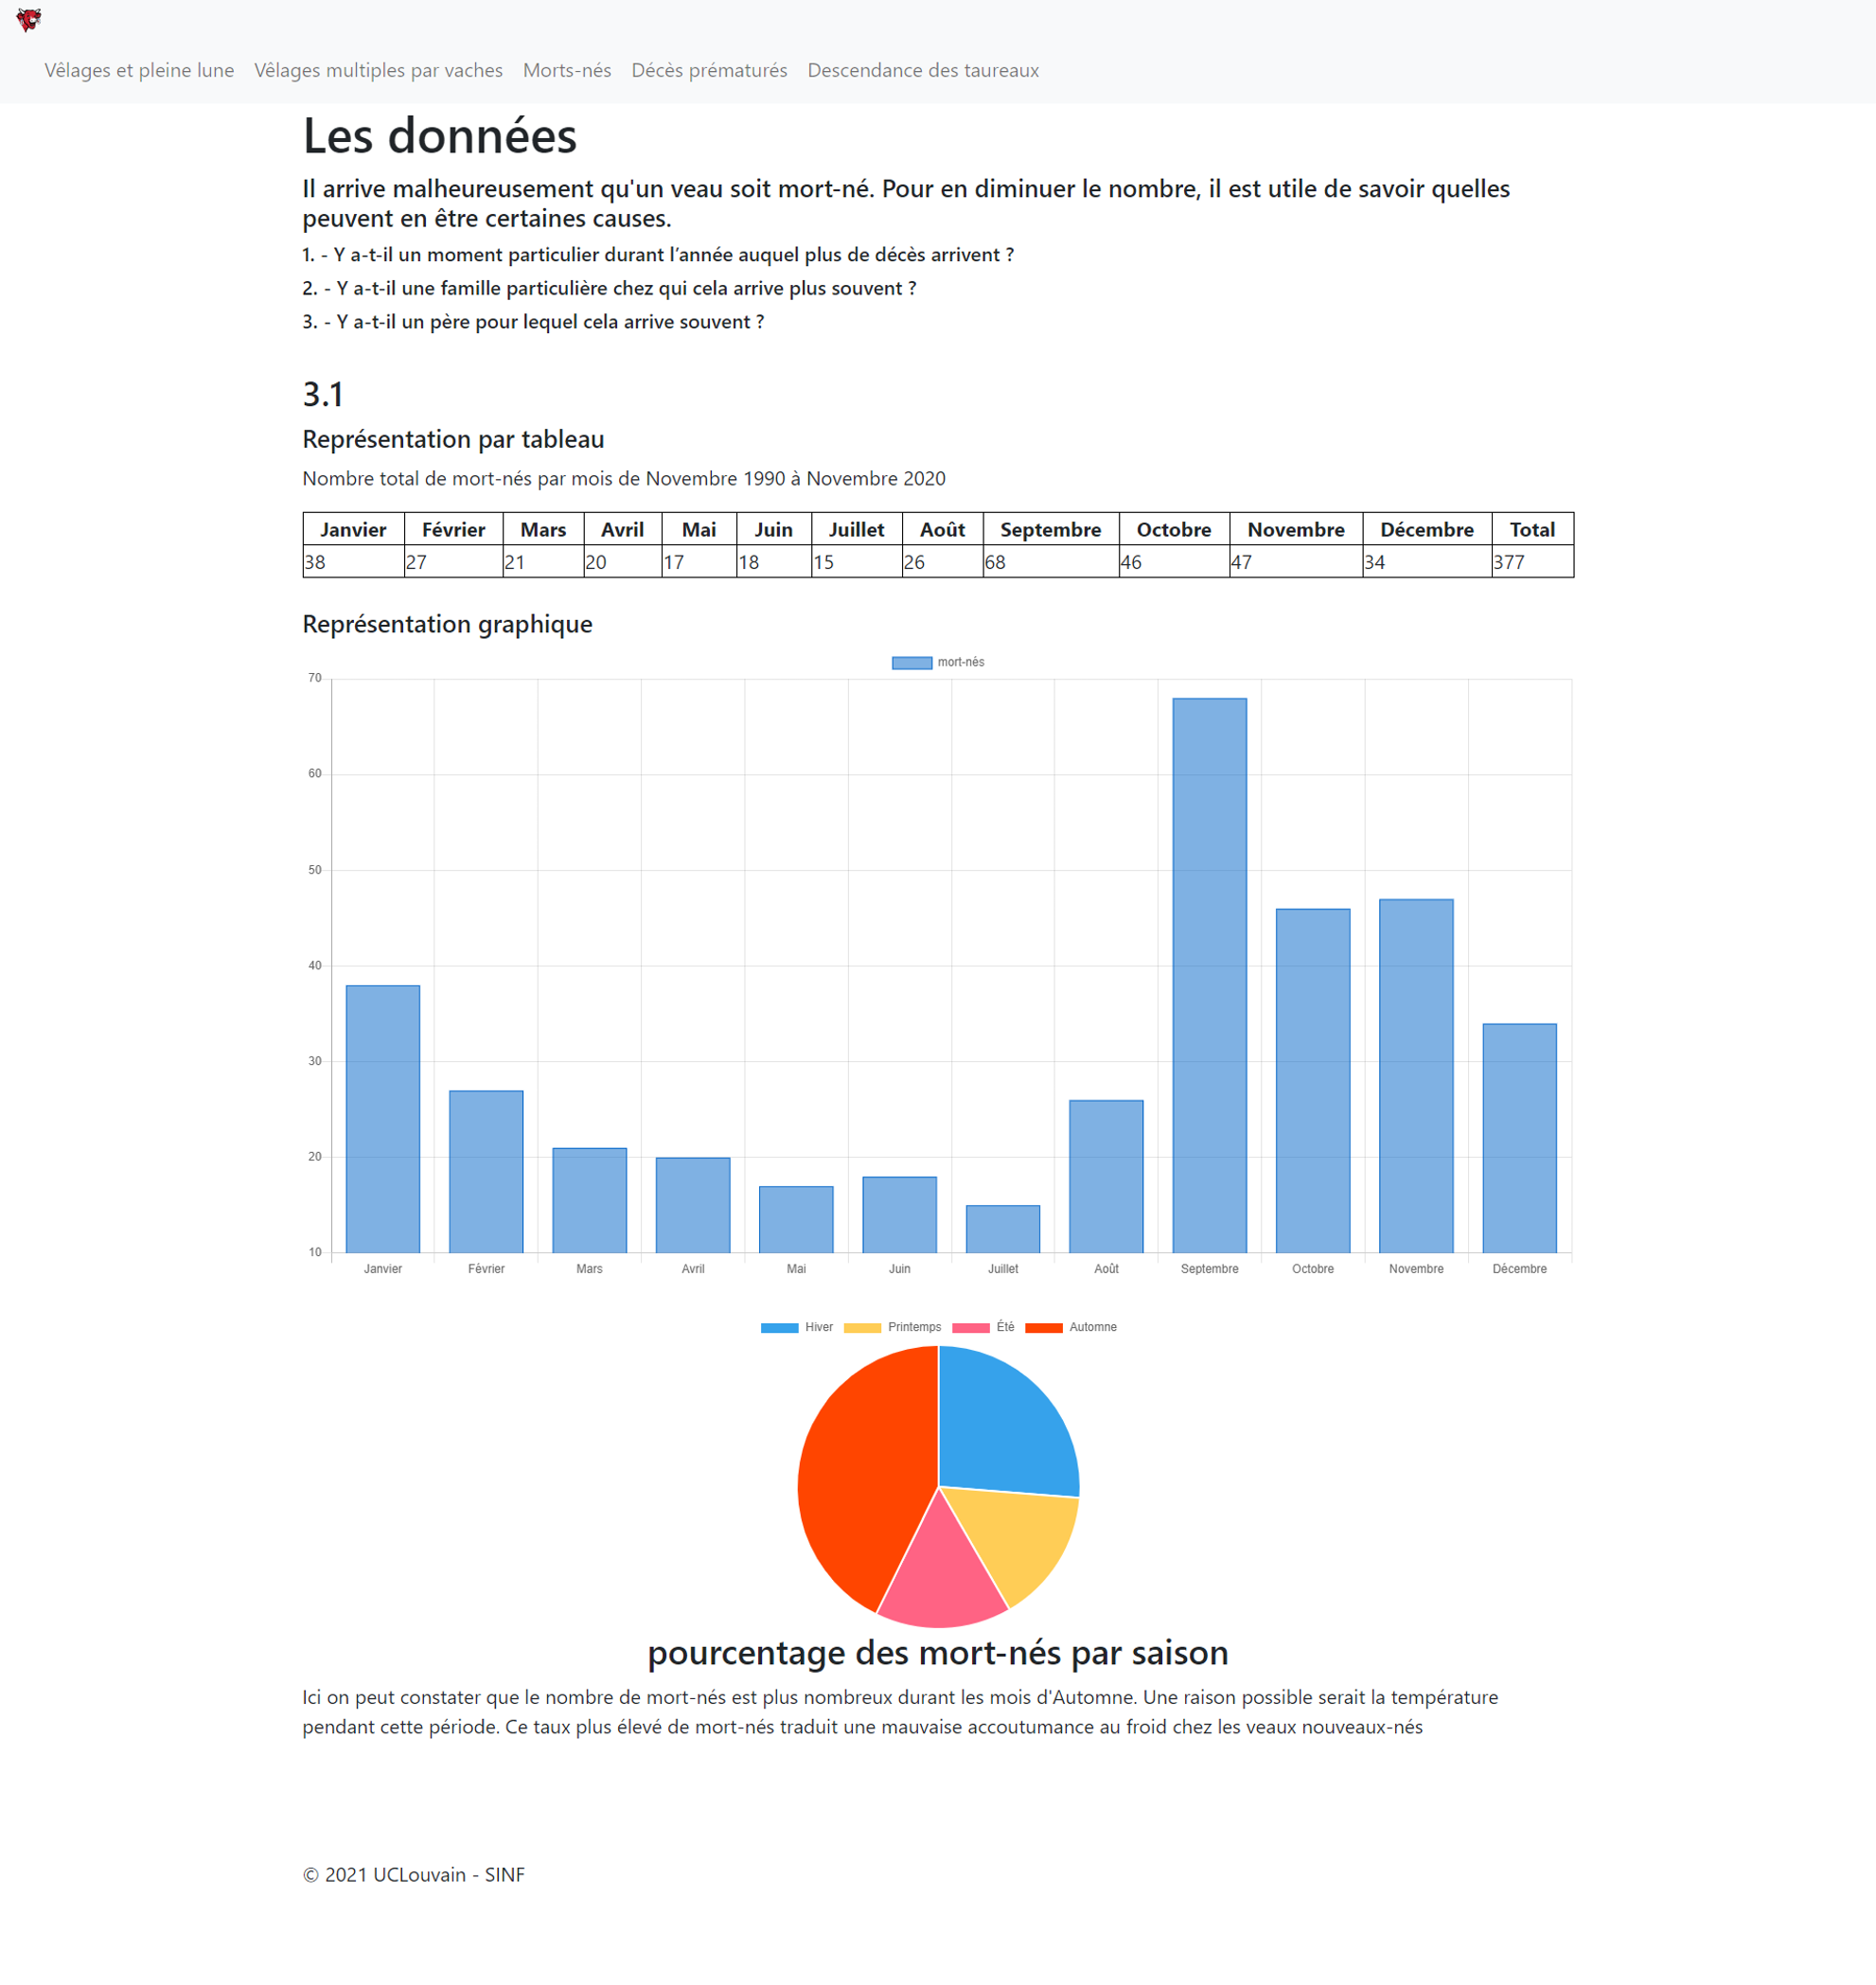 Vêlages et pleine lune Vêlages multiples par vaches Morts-nés Décès prématurés Descendance des taureaux
Les données
Il arrive malheureusement qu'un veau soit mort-né. Pour en diminuer le nombre, il est utile de savoir quelles
peuvent en être certaines causes.
1. - Y a-t-il un moment particulier durant l’année auquel plus de décès arrivent ?
2. - Y a-t-il une famille particulière chez qui cela arrive plus souvent ?
3. - Y a-t-il un père pour lequel cela arrive souvent ?
3.1
Représentation par tableau
Nombre total de mort-nés par mois de Novembre 1990 à Novembre 2020
Janvier Février Mars Avril Mai Juin Juillet Août Septembre Octobre Novembre Décembre Total
38 27 21 20 17 18 15 26 68 46 47 34 377
Représentation graphique
mort-nés
70
60
50
40
30
20
10
Janvier Février Mars Avril Mai Juin Juillet Août Septembre Octobre Novembre Décembre
Hiver Printemps Été Automne
pourcentage des mort-nés par saison
Ici on peut constater que le nombre de mort-nés est plus nombreux durant les mois d'Automne. Une raison possible serait la température
pendant cette période. Ce taux plus élevé de mort-nés traduit une mauvaise accoutumance au froid chez les veaux nouveaux-nés
© 2021 UCLouvain - SINF